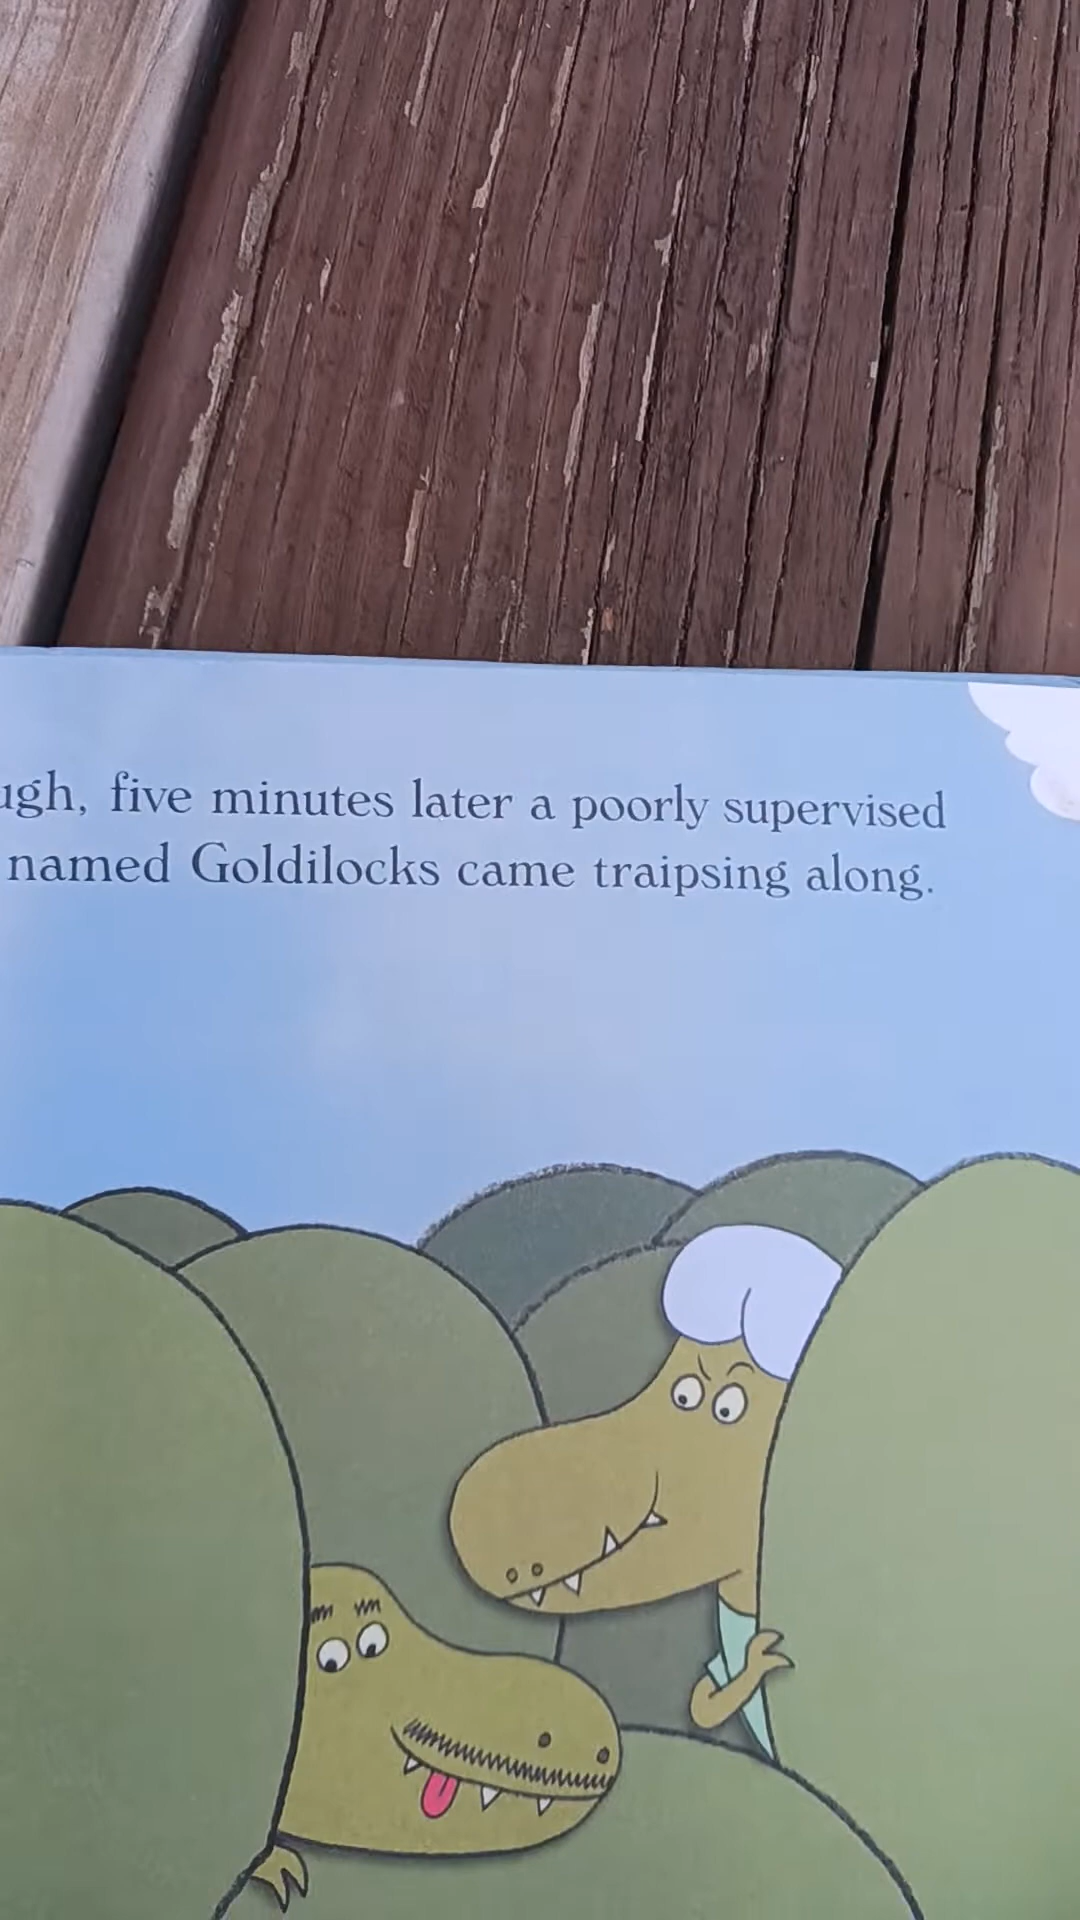 ugh, five minutes later a poorly supervised
named Goldilocks came traipsing along.